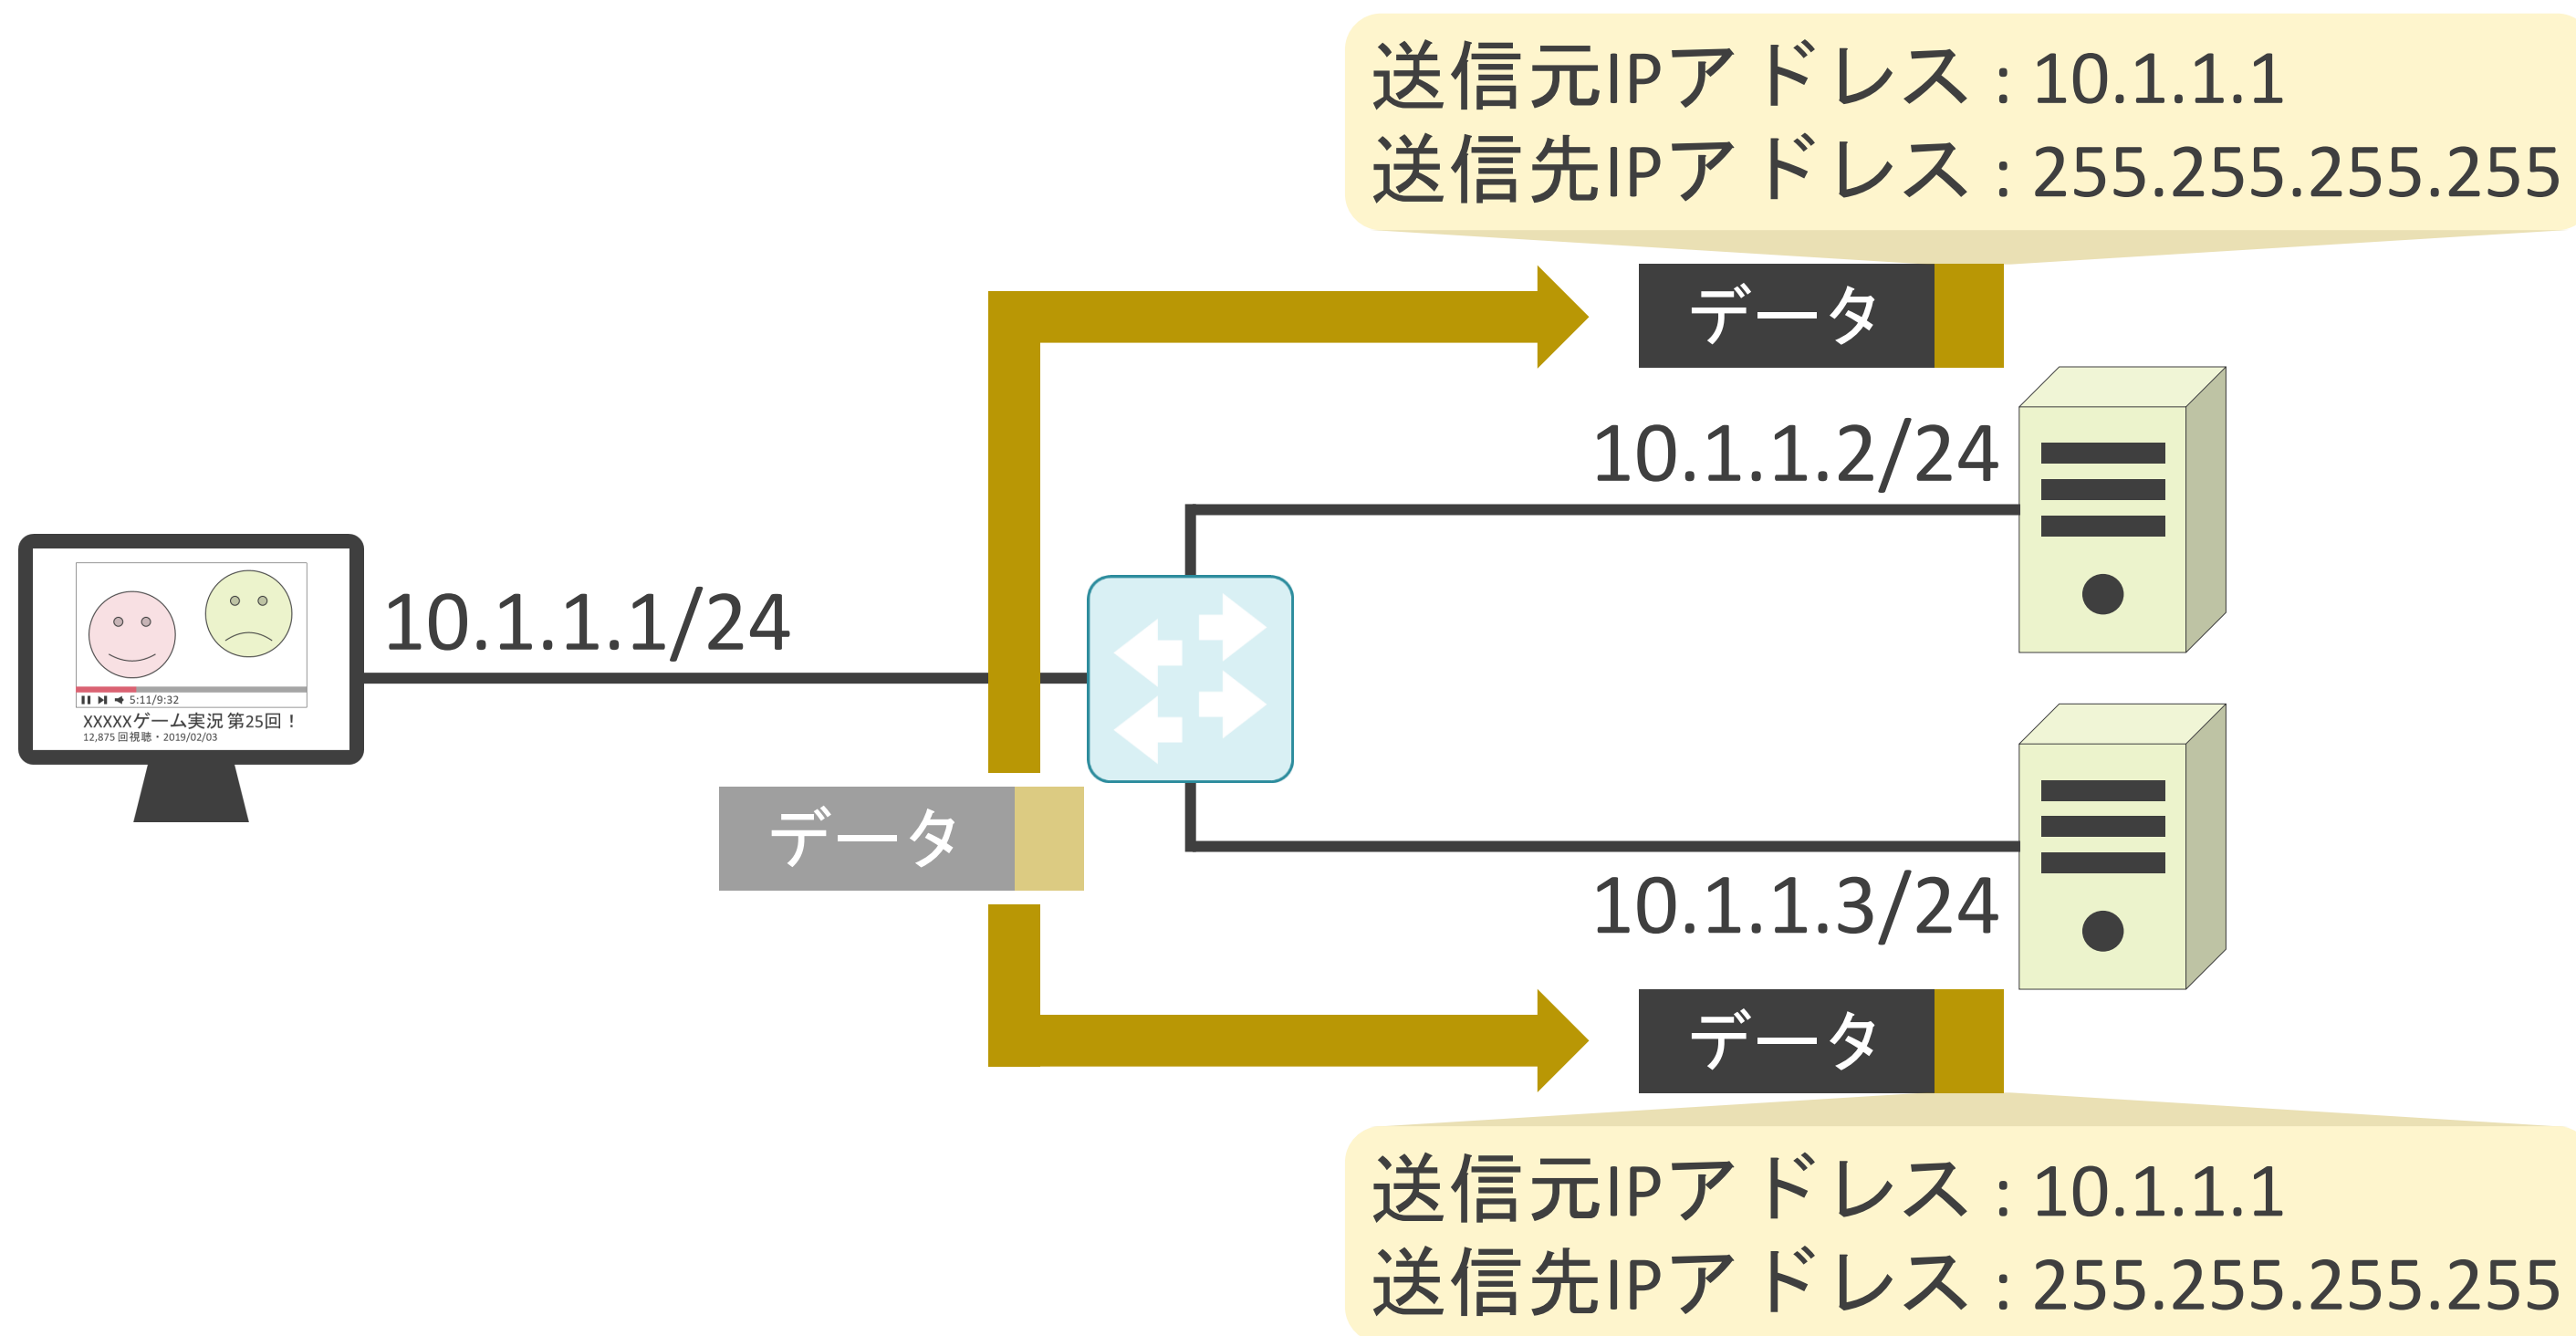 送信元IPアドレス : 10.1.1.1
送信先IPアドレス : 255.255.255.255
データ
10.1.1.2/24
10.1.1.1/24
5:11/9:32
XXXXXゲーム実況 第25回！
12,875 回視聴・2019/02/03
データ
10.1.1.3/24
データ
送信元IPアドレス : 10.1.1.1
送信先IPアドレス : 255.255.255.255